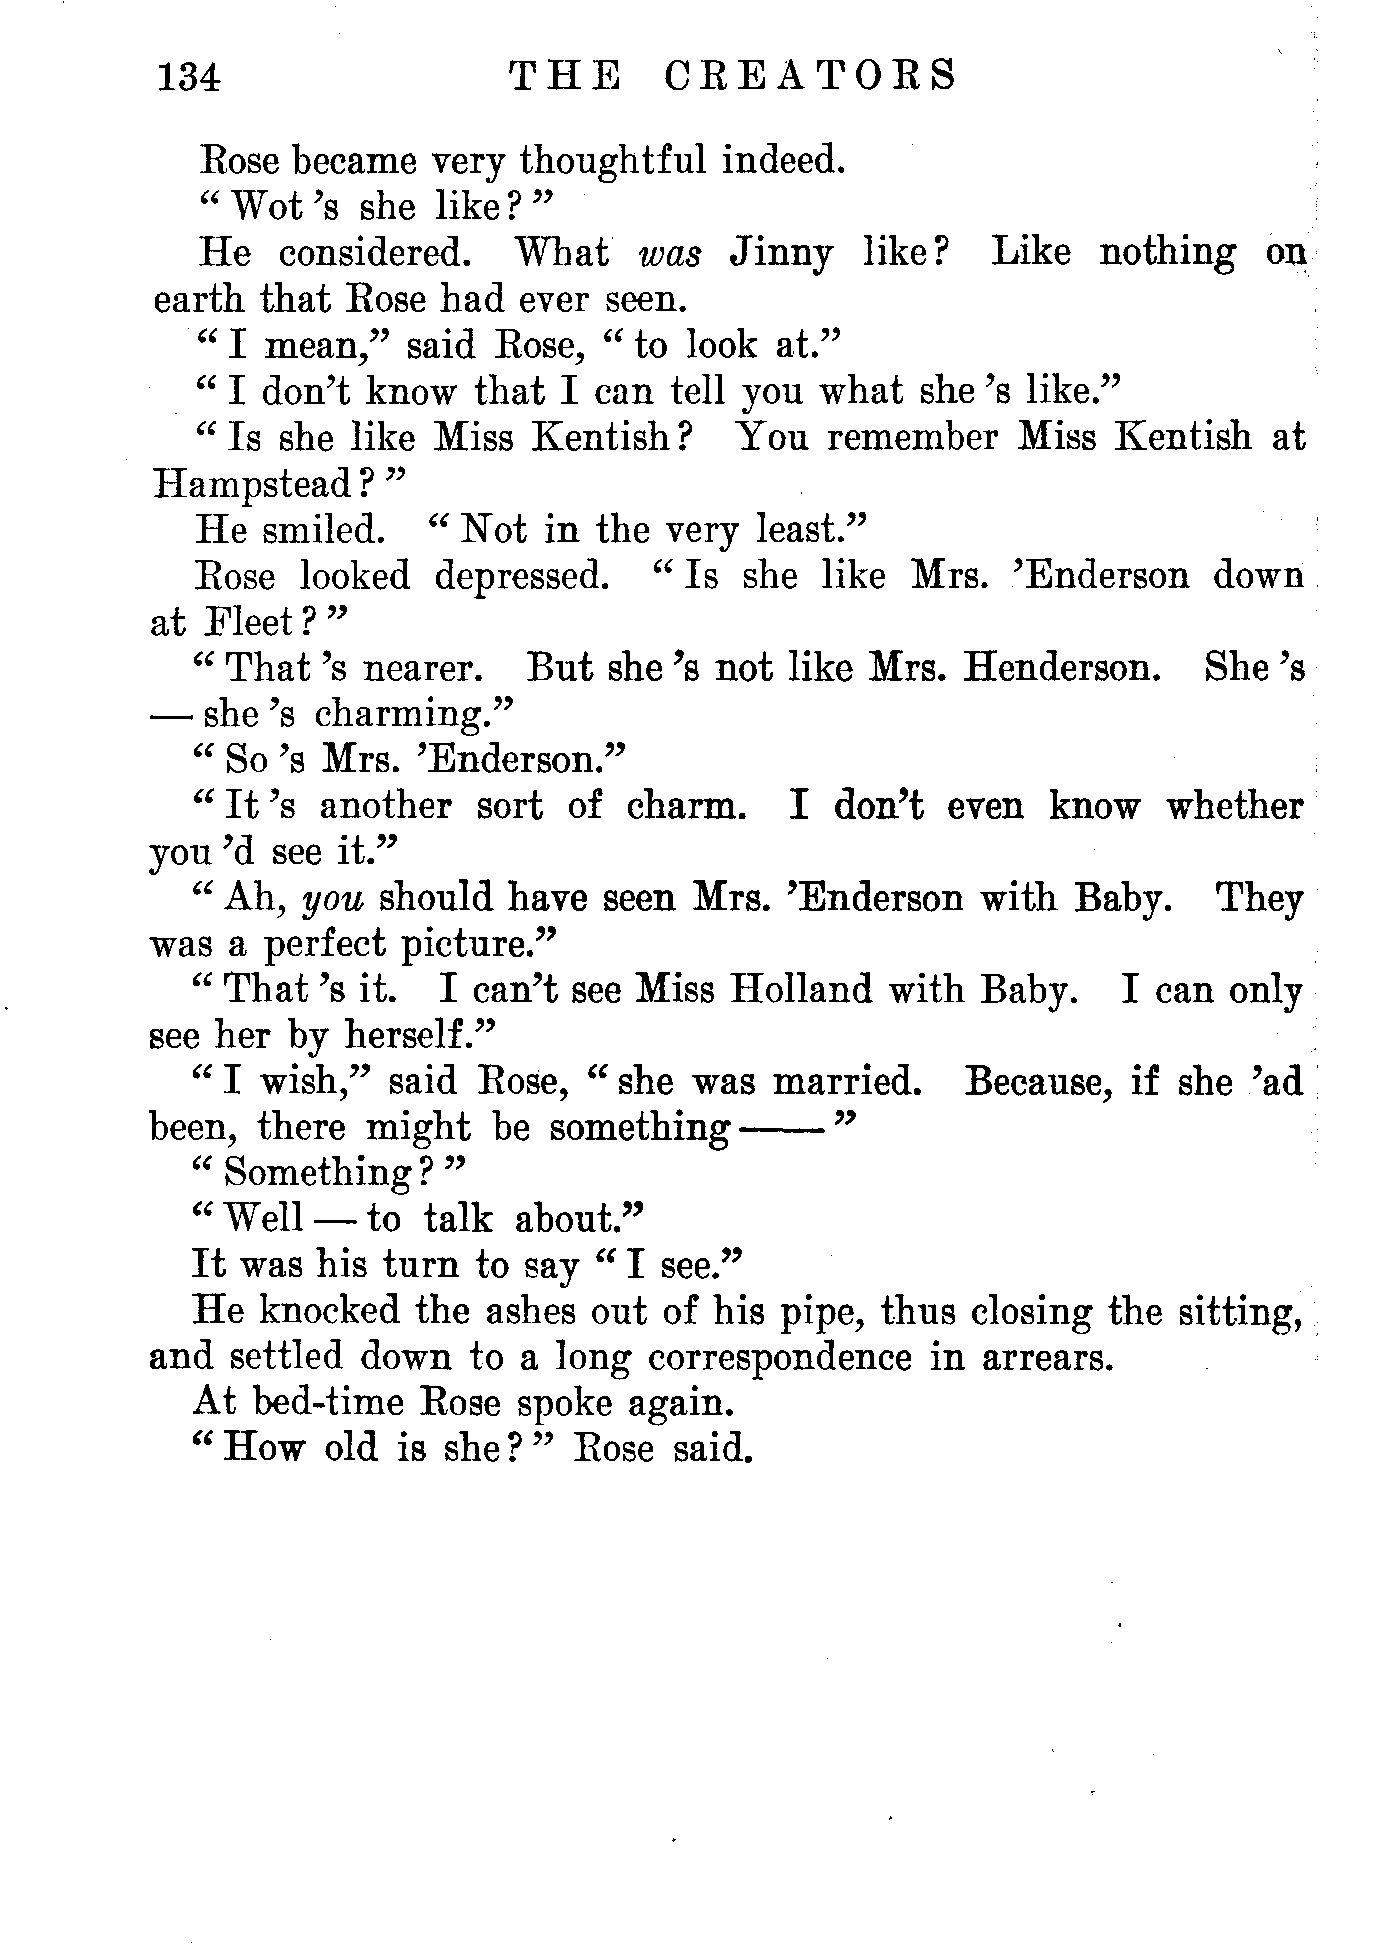 134 THE CREATORS
Rose became very thoughtful indeed.
“ Wot ’s she like? ”
He considered. What was Jinny like? Like nothing on
earth that Rose had ever seen.
“ I mean,” said Rose, “ to look at.”
“ I don’t know that I can tell you what she ’s like.”
“ Is she like Miss Kentish? You remember Miss Kentish at
Hampstead? ”
He smiled. “ Not in the very least.”
Rose looked depressed. “ Is she like Mrs. ’Enderson down
at Fleet? ”
“ That ’s nearer. But she ’s not like Mrs. Henderson. She ’s
— she ’s charming.”
“ So ’s Mrs. ’Enderson.”
“ It ’s another sort of charm. I don’t even know whether
you ’d see it.”
“ Ah, you should have seen Mrs. ’Enderson with Baby. They
was a perfect picture.”
“ That ’s it. I can’t see Miss Holland with Baby. I can only
see her by herself.”
“ I wish,” said Rose, “ she was married. Because, if she ’ad
been, there might be something —— ”
“ Something? ”
“ Well — to talk about.”
It was his turn to say “ I see.”
He knocked the ashes out of his pipe, thus closing the sitting,
and settled down to a long correspondence in arrears.
At bed-time Rose spoke again.
“ How old is she? ” Rose said.